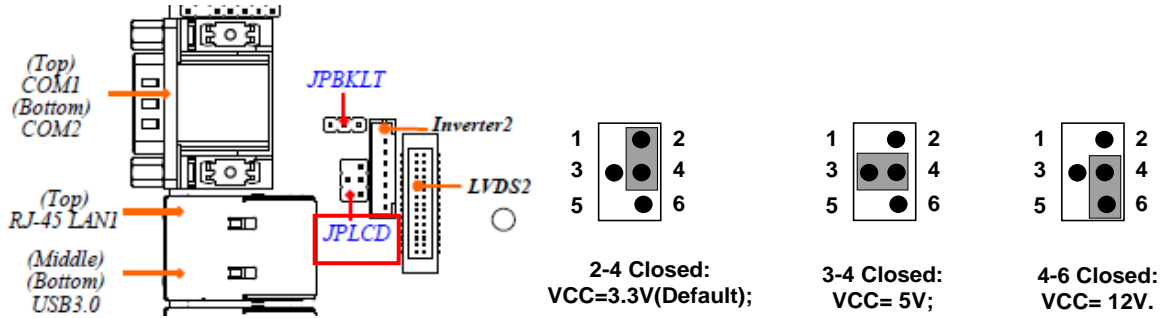 (Top)
COM1
(Bottom)
COM2
JPBKLT
Inverter2
LVDS2
(Top)
RJ-45 LAN1
JPLCD
(Middle)
(Bottom)
USB3.0
1 2
3 4
5 6
2-4 Closed:
VCC=3.3V(Default);
1 2
3 4
5 6
3-4 Closed:
VCC= 5V;
1 2
3 4
5 6
4-6 Closed:
VCC= 12V.